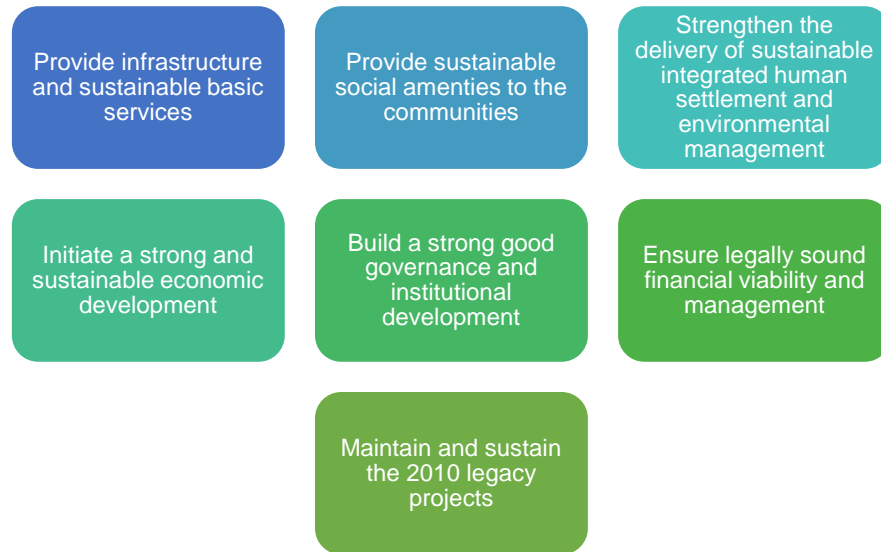 Provide infrastructure
and sustainable basic
services
Provide sustainable
social amenties to the
communities
Strengthen the
delivery of sustainable
integrated human
settlement and
environmental
management
Initiate a strong and
sustainable economic
development
Build a strong good
governance and
institutional
development
Ensure legally sound
financial viability and
management
Maintain and sustain
the 2010 legacy
projects